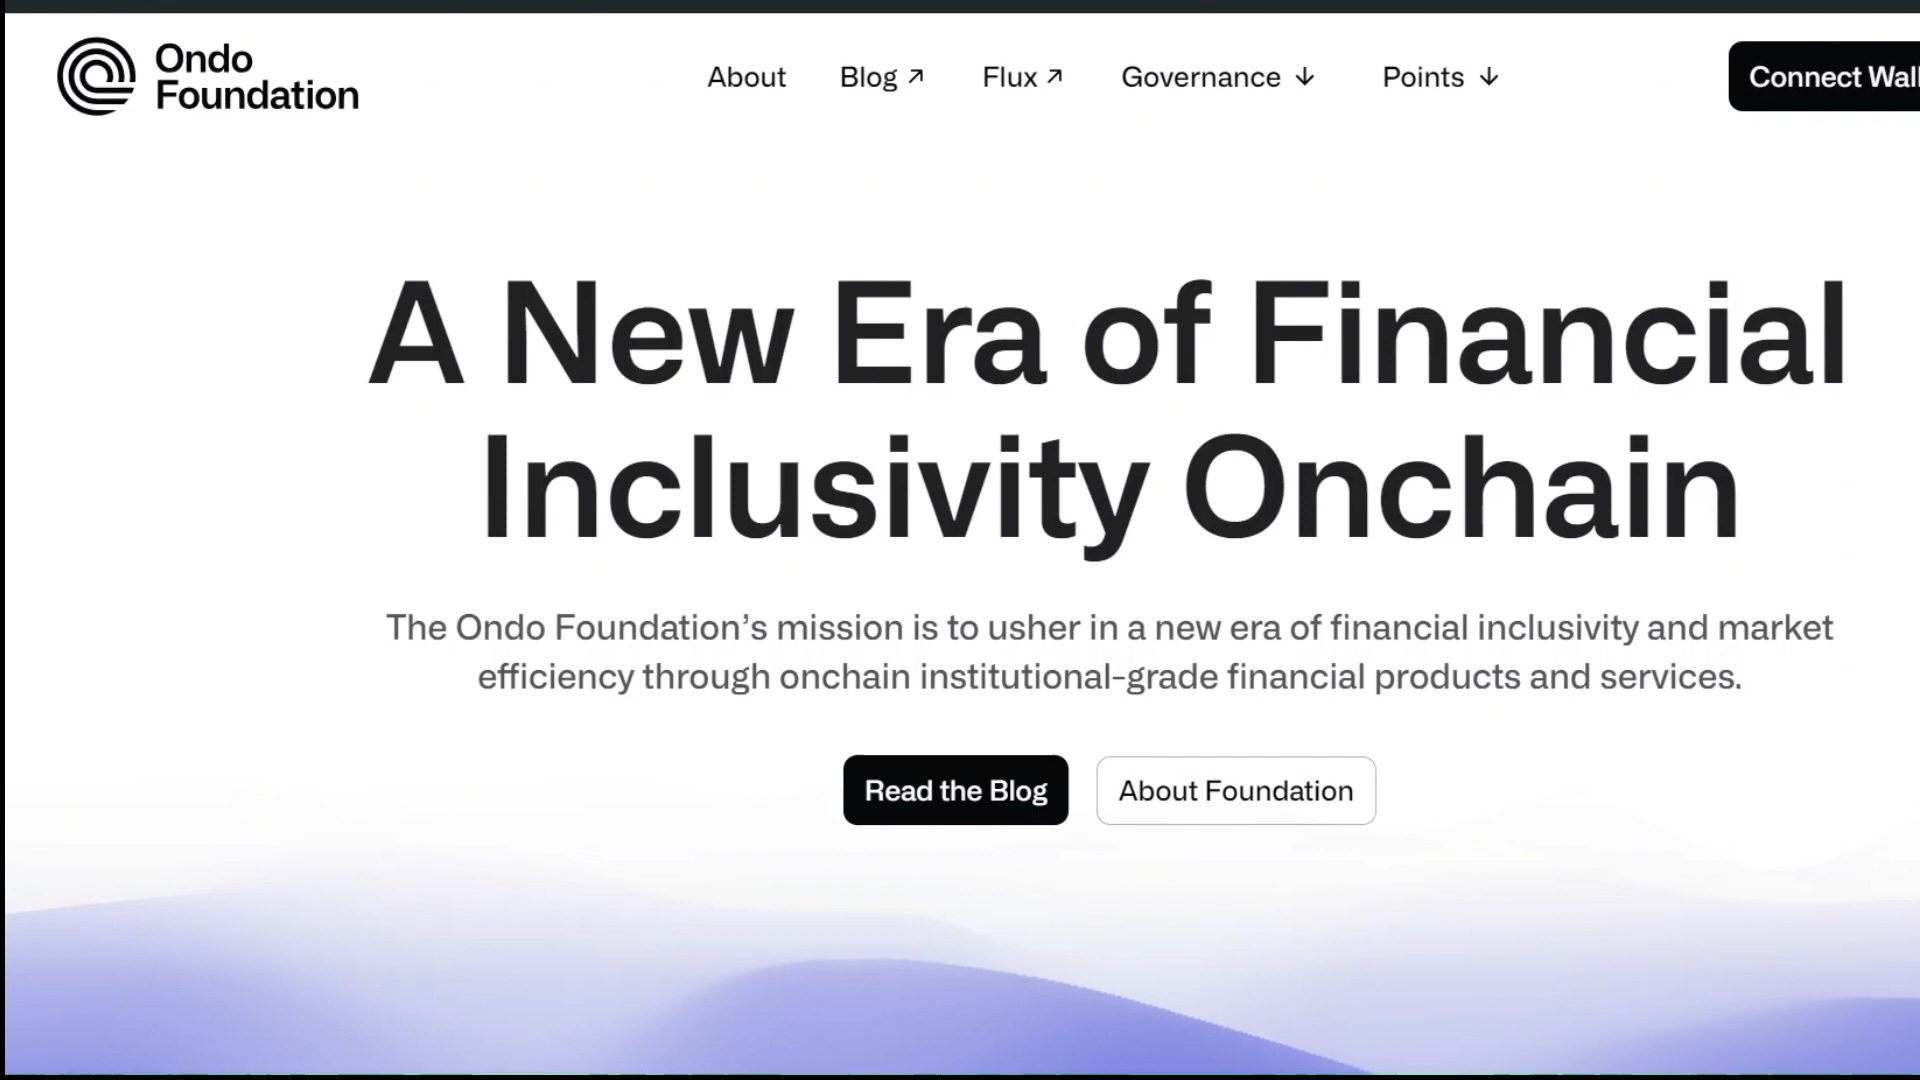 Ondo
Foundation
About
Blog
Flux
Governance
Points
Connect
A New Era of Financial
Inclusivity Onchain
The Ondo Foundation’s mission is to usher in a new era of financial inclusivity and market
efficiency through onchain institutional-grade financial products and services.
Read the Blog
About Foundation